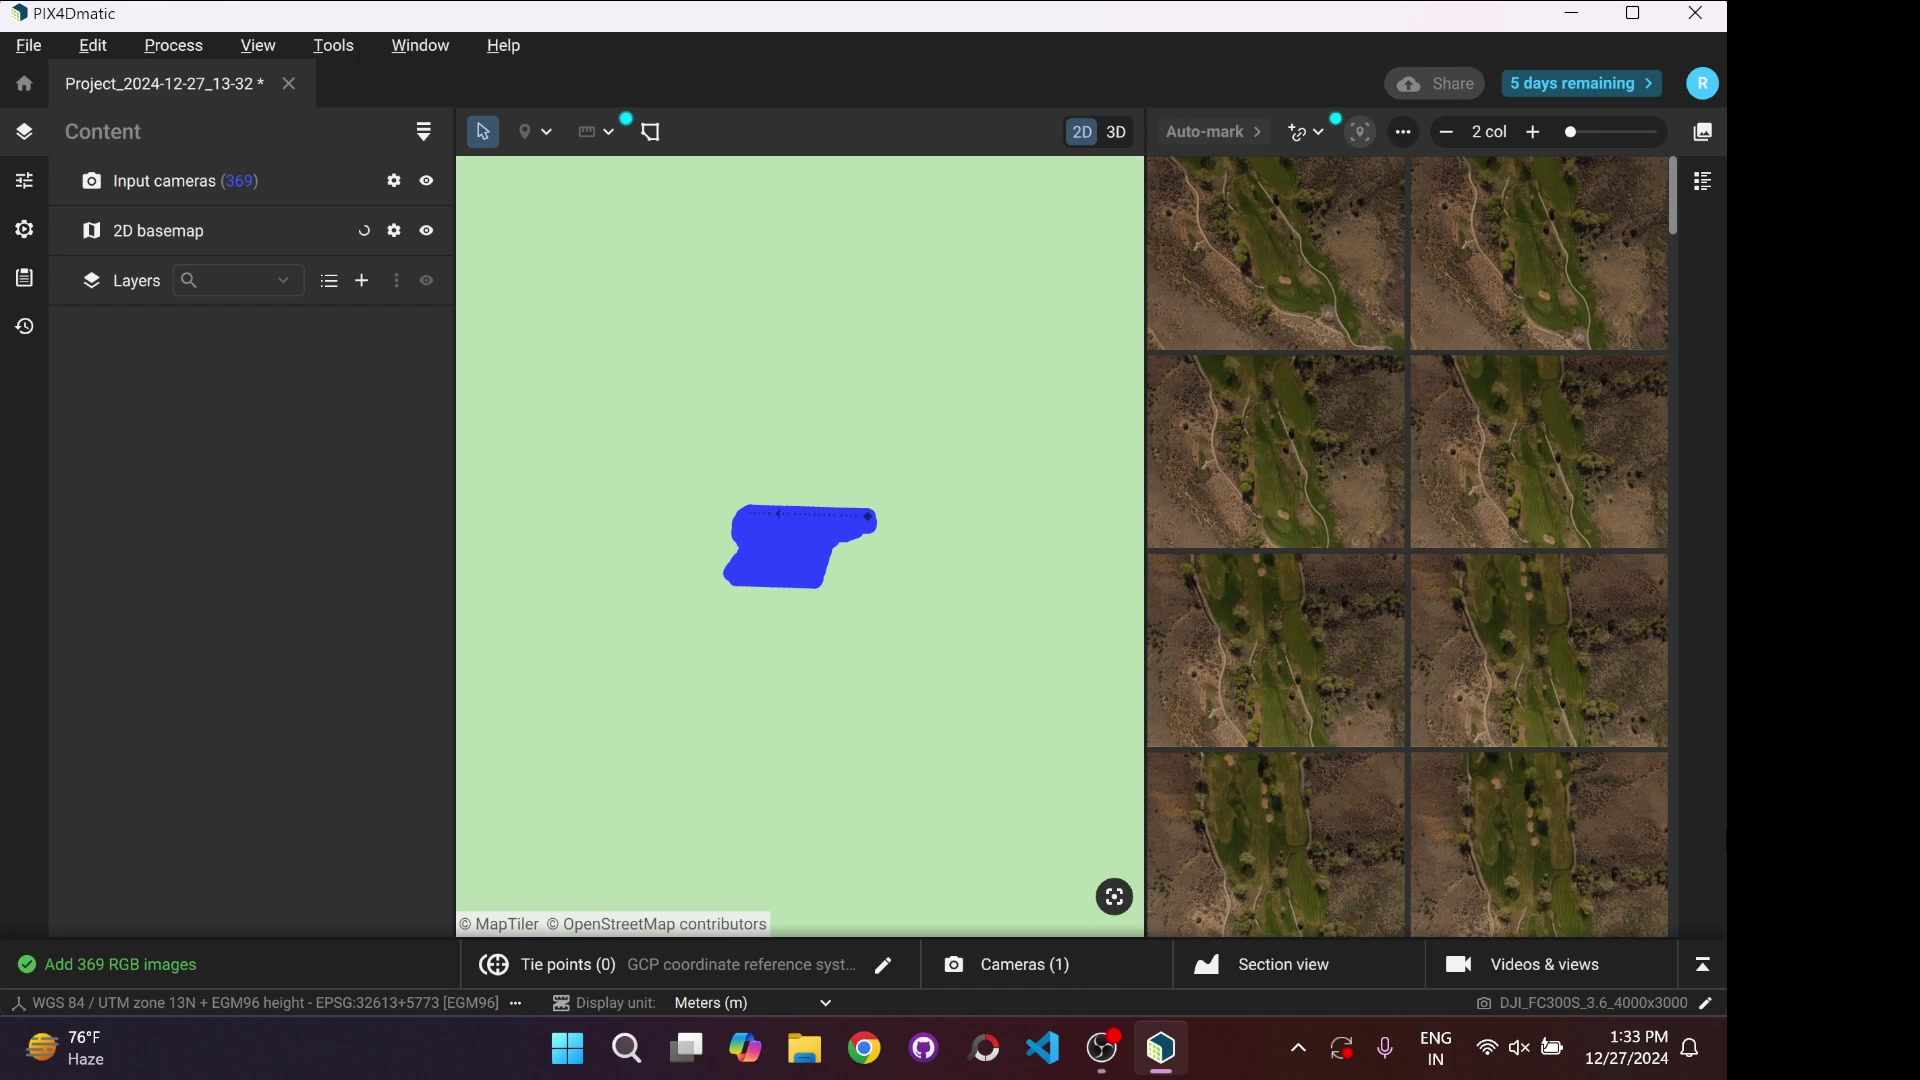 PIX4Dmatic
File Edit Process View Tools Window Help
Project_2024-12-27_13-32 *
Share
5 days remaining >
R
Content
2D 3D
Auto-mark >
2 col
Input cameras (369)
2D basemap
Layers
© MapTiler © OpenStreetMap contributors
Add 369 RGB images
Tie points (0) GCP coordinate reference syst...
Cameras (1)
Section view
Videos & views
WGS 84 / UTM zone 13N + EGM96 height - EPSG:32613+5773 [EGM96]
Display unit: Meters (m)
DJI_FC300S_3.6_4000x3000
76°F
Haze
ENG
IN
1:33 PM
12/27/2024